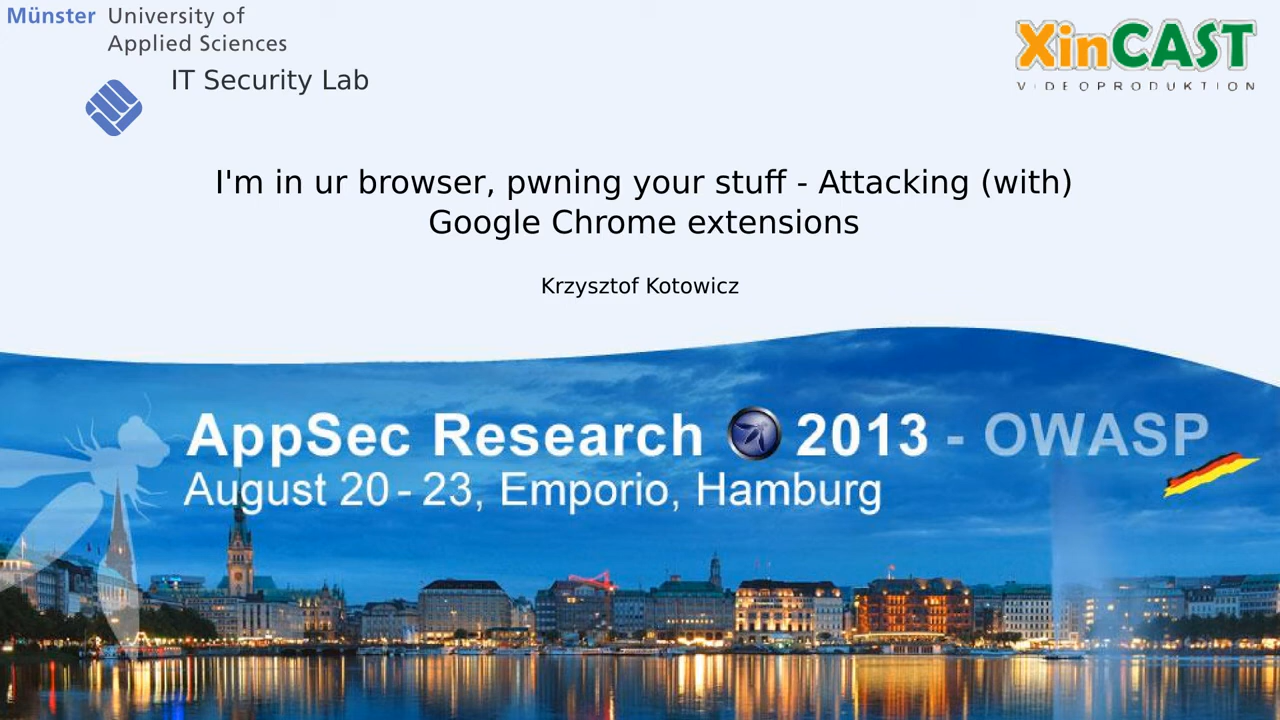 Münster University of
Applied Sciences
IT Security Lab
XinCAST
VIDEOPRODUKTION
I'm in ur browser, pwning your stuff - Attacking (with)
Google Chrome extensions
Krzysztof Kotowicz
AppSec Research 2013 - OWASP
August 20 - 23, Emporio, Hamburg